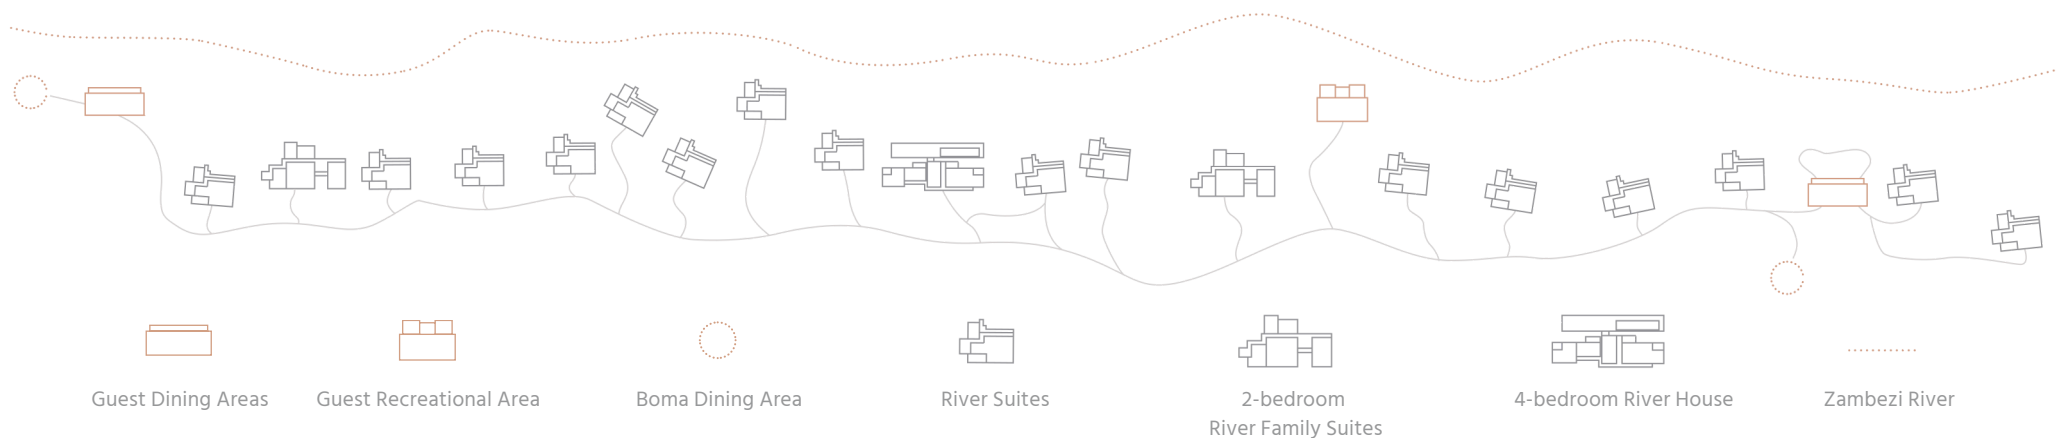 Guest Dining Areas
Guest Recreational Area
Boma Dining Area
River Suites
2-bedroom
River Family Suites
4-bedroom River House
Zambezi River